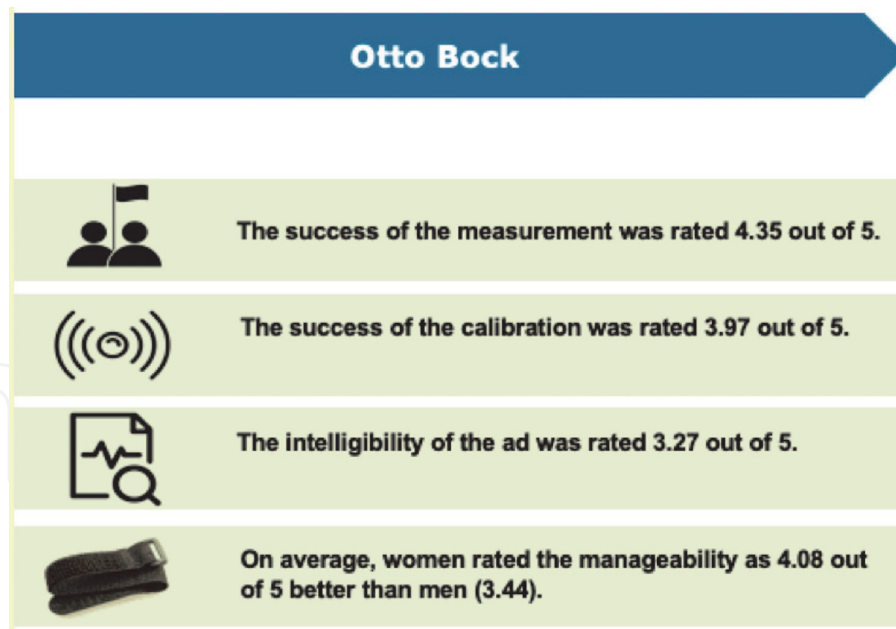 Otto Bock
The success of the measurement was rated 4.35 out of 5.
The success of the calibration was rated 3.97 out of 5.
The intelligibility of the ad was rated 3.27 out of 5.
On average, women rated the manageability as 4.08 out
of 5 better than men (3.44).